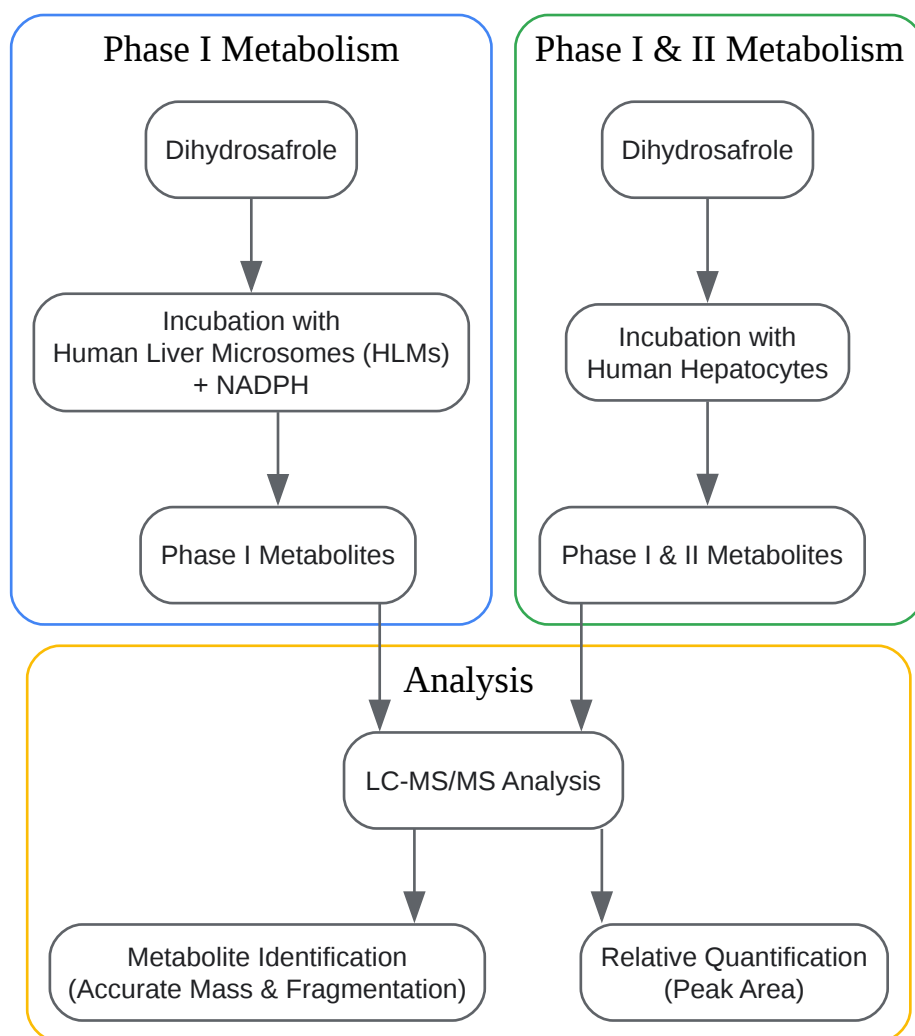 Phase I Metabolism
Dihydrosafrole
Incubation with
Human Liver Microsomes (HLMs)
+ NADPH
Phase I Metabolites
Phase I & II Metabolism
Dihydrosafrole
Incubation with
Human Hepatocytes
Phase I & II Metabolites
Analysis
LC-MS/MS Analysis
Metabolite Identification
(Accurate Mass & Fragmentation)
Relative Quantification
(Peak Area)